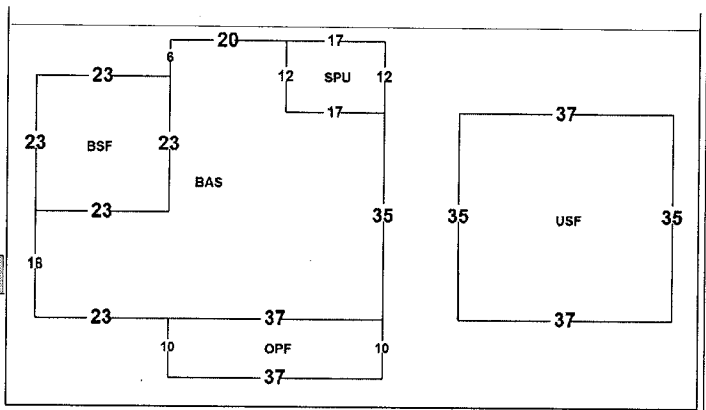 20 17
6
23 12 SPU 12
17 37
23 BSF 23
BAS
23 35 35 USF 35
18
23 37 37
10 OPF 10
37